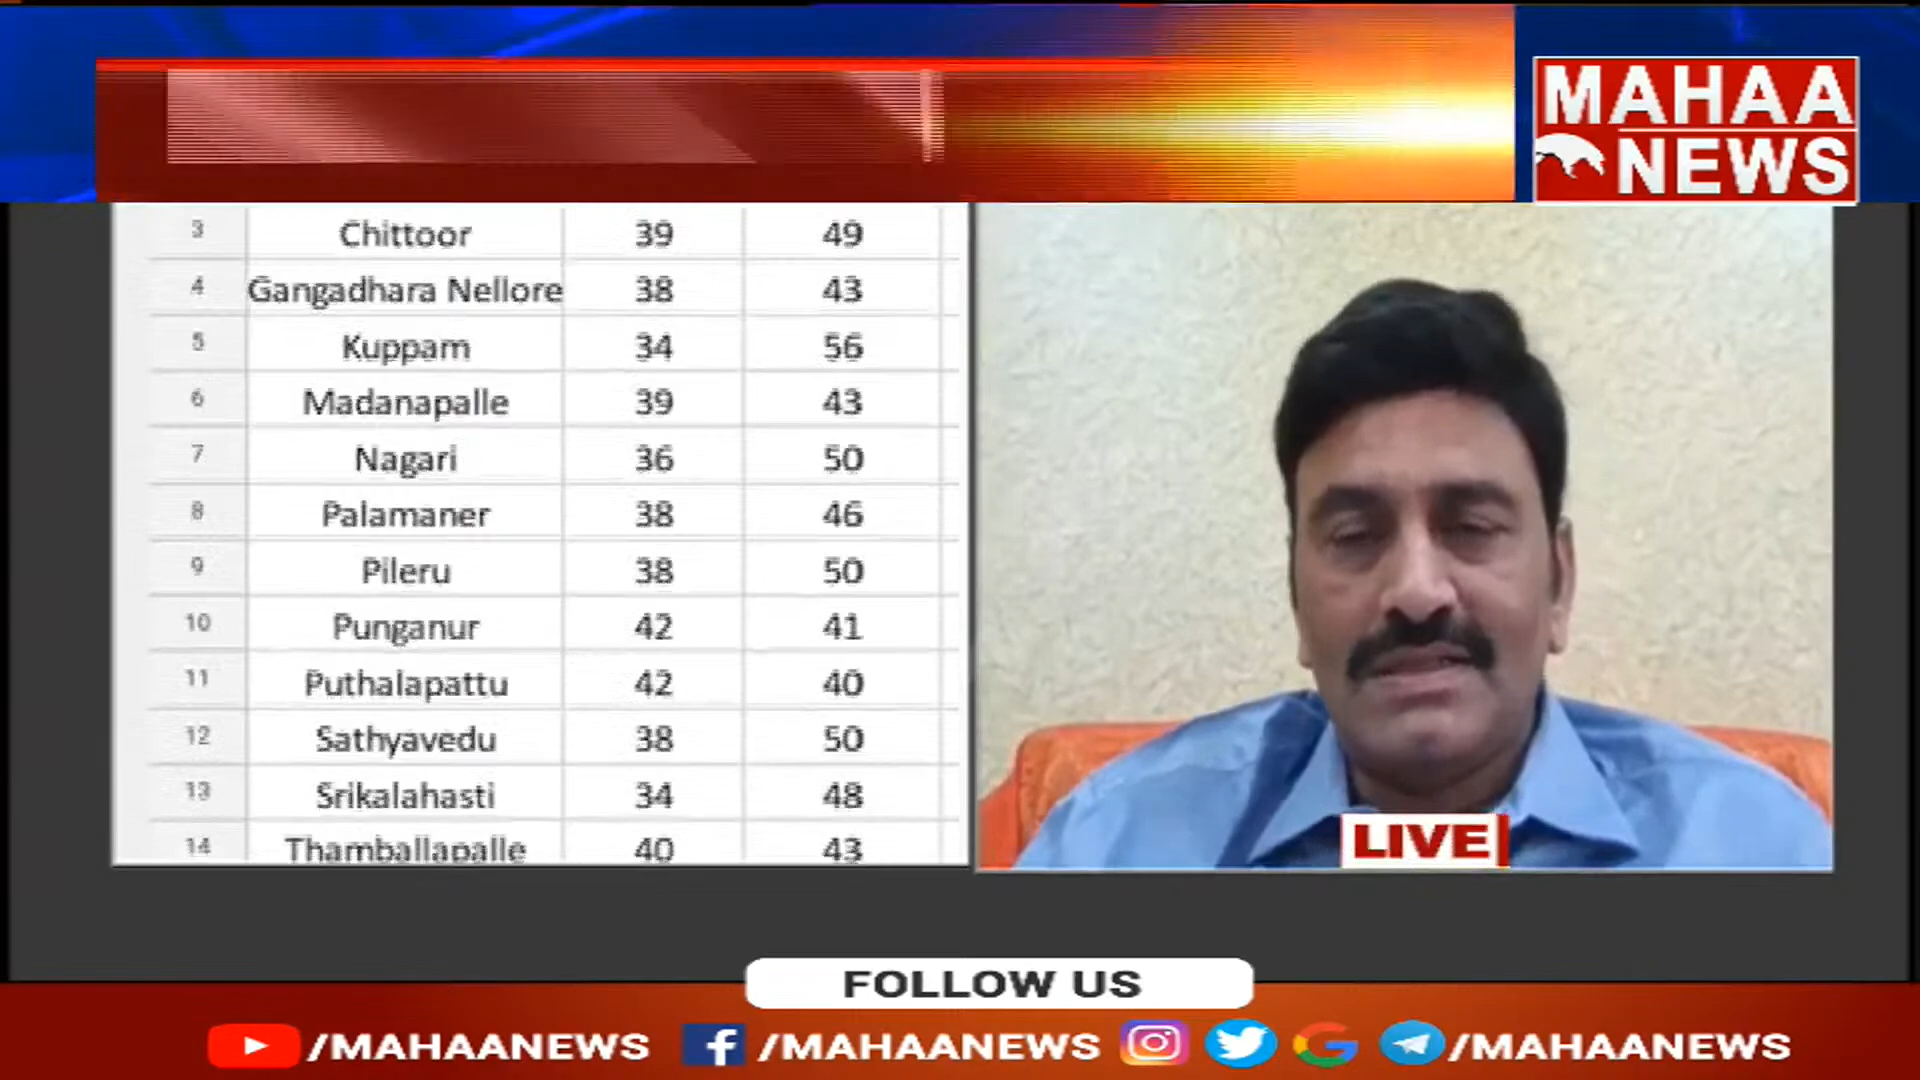 MAHAA
NEWS
3 Chittoor 39 49
4 Gangadhara Nellore 38 43
5 Kuppam 34 56
6 Madanapalle 39 43
7 Nagari 36 50
8 Palamaner 38 46
9 Pileru 38 50
10 Punganur 42 41
11 Puthalapattu 42 40
12 Sathyavedu 38 50
13 Srikalahasti 34 48
14 Thamballapalle 40 43
LIVE
FOLLOW US
/MAHAANEWS /MAHAANEWS /MAHAANEWS